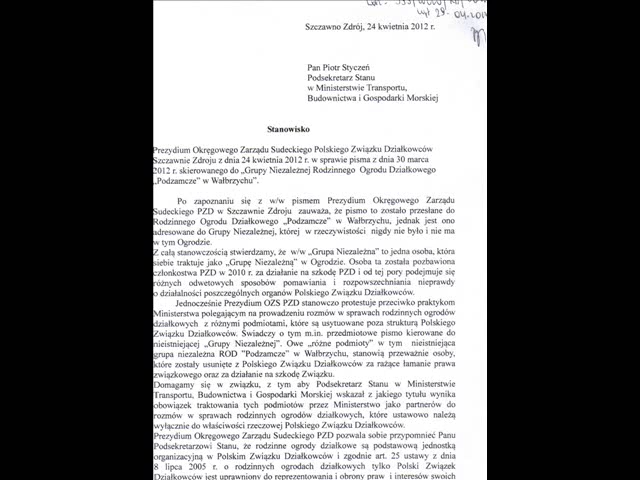 Szczawno Zdrój, 24 kwietnia 2012 r.
Pan Piotr Styczeń
Podsekretarz Stanu
w Ministerstwie Transportu,
Budownictwa i Gospodarki Morskiej
Stanowisko
Prezydium Okręgowego Zarządu Sudeckiego Polskiego Związku Działkowców
Szczawnie Zdroju z dnia 24 kwietnia 2012 r. w sprawie pisma z dnia 30 marca
2012 r. skierowanego do „Grupy Niezależnej Rodzinnego Ogrodu Działkowego
„Podzamcze” w Wałbrzychu”.
Po zapoznaniu się z w/w pismem Prezydium Okręgowego Zarządu
Sudeckiego PZD w Szczawnie Zdroju zauważa, że pismo to zostało przesłane do
Rodzinnego Ogrodu Działkowego „Podzamcze” w Wałbrzychu, jednak jest ono
adresowane do Grupy Niezależnej, której w rzeczywistości nigdy nie było i nie ma
w tym Ogrodzie.
Z całą stanowczością stwierdzamy, że w/w „Grupa Niezależna” to jedna osoba, która
siebie traktuje jako „Grupę Niezależną” w Ogrodzie. Osoba ta została pozbawiona
członkostwa PZD w 2010 r. za działanie na szkodę PZD i od tej pory podejmuje się
różnych odwetowych sposobów pomawiania i rozpowszechniania nieprawdy
o działalności poszczególnych organów Polskiego Związku Działkowców.
Jednocześnie Prezydium OZS PZD stanowczo protestuje przeciwko praktykom
Ministerstwa polegającym na prowadzeniu rozmów w sprawach rodzinnych ogrodów
działkowych z różnymi podmiotami, które są usytuowane poza strukturą Polskiego
Związku Działkowców. Świadczy o tym m.in. przedmiotowe pismo kierowane do
nieistniejącej „Grupy Niezależnej”. Owe „różne podmioty” w tym nieistniejąca
grupa niezależna ROD "Podzamcze” w Wałbrzychu, stanowią przeważnie osoby,
które zostały usunięte z Polskiego Związku Działkowców za rażące łamanie prawa
związkowego oraz za działanie na szkodę Związku.
Domagamy się w związku, z tym aby Podsekretarz Stanu w Ministerstwie
Transportu, Budownictwa i Gospodarki Morskiej wskazał z jakiego tytułu wynika
obowiązek traktowania tych podmiotów przez Ministerstwo jako partnerów do
rozmów w sprawach rodzinnych ogrodów działkowych, które ustawowo należą
wyłącznie do właściwości rzeczowej Polskiego Związku Działkowców.
Prezydium Okręgowego Zarządu Sudeckiego PZD pozwala sobie przypomnieć Panu
Podsekretarzowi Stanu, że rodzinne ogrody działkowe są podstawową jednostką
organizacyjną w Polskim Związku Działkowców i zgodnie art. 25 ustawy z dnia
8 lipca 2005 r. o rodzinnych ogrodach działkowych tylko Polski Związek
Działkowców jest uprawniony do reprezentowania i obrony praw i interesów swoich